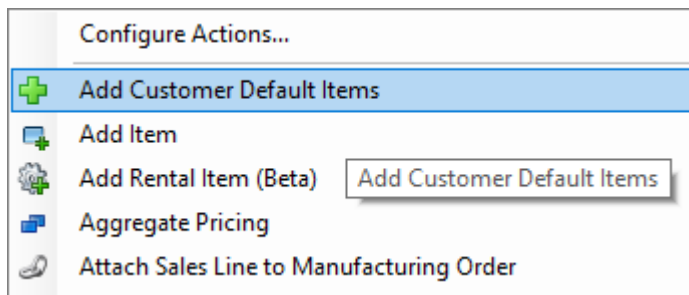 Configure Actions...
Add Customer Default Items
Add Item
Add Rental Item (Beta)
Add Customer Default Items
Aggregate Pricing
Attach Sales Line to Manufacturing Order